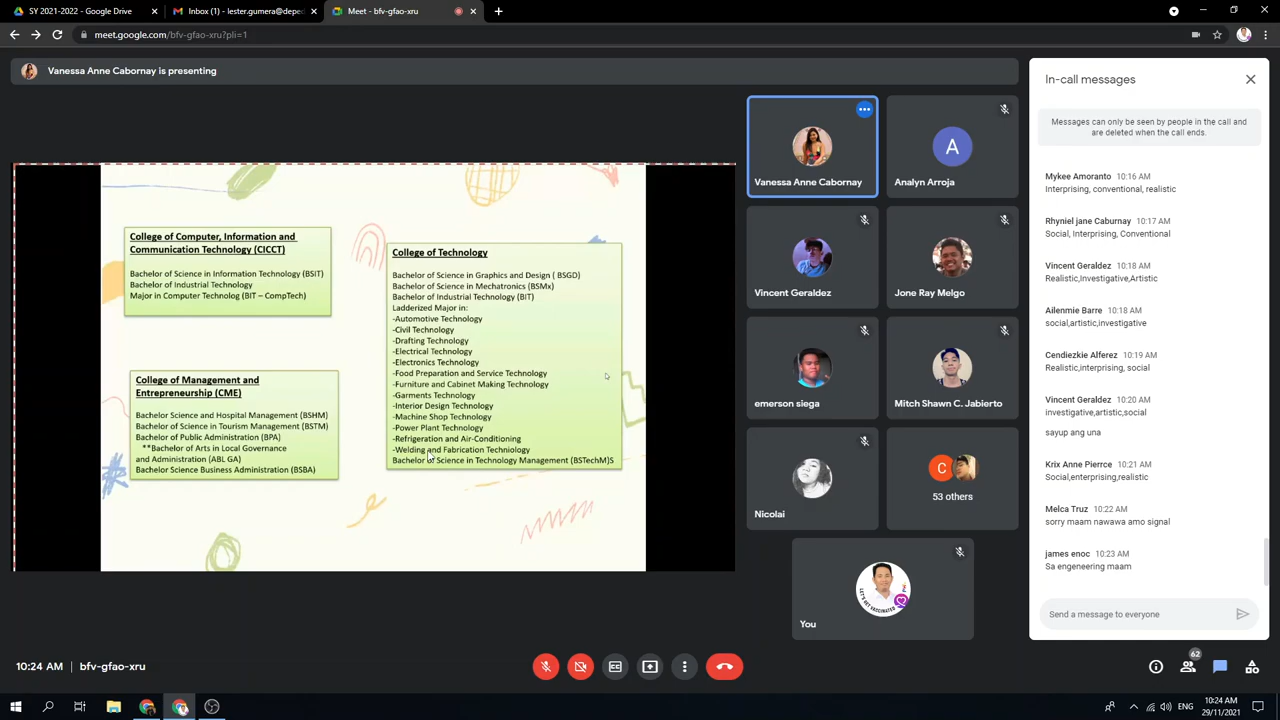 SY 2021-2022 - Google Drive
Inbox (1) - lester.gumera@deped
Meet - bfv-gfao-xru
meet.google.com/bfv-gfao-xru?pli=1
Vanessa Anne Cabornay is presenting
College of Computer, Information and
Communication Technology (CICCT)
Bachelor of Science in Information Technology (BSIT)
Bachelor of Industrial Technology
Major in Computer Technolog (BIT – CompTech)
College of Management and
Entrepreneurship (CME)
Bachelor Science and Hospital Management (BSHM)
Bachelor of Science in Tourism Management (BSTM)
Bachelor of Public Administration (BPA)
**Bachelor of Arts in Local Governance
and Administration (ABL GA)
Bachelor Science Business Administration (BSBA)
College of Technology
Bachelor of Science in Graphics and Design ( BSGD)
Bachelor of Science in Mechatronics (BSMx)
Bachelor of Industrial Technology (BIT)
Ladderized Major in:
-Automotive Technology
-Civil Technology
-Drafting Technology
-Electrical Technology
-Electronics Technology
-Food Preparation and Service Technology
-Furniture and Cabinet Making Technology
-Garments Technology
-Interior Design Technology
-Machine Shop Technology
-Power Plant Technology
-Refrigeration and Air-Conditioning
-Welding and Fabrication Techniology
Bachelor of Science in Technology Management (BSTechM)S
Vanessa Anne Cabornay
A
Analyn Arroja
Vincent Geraldez
Jone Ray Melgo
emerson siega
Mitch Shawn C. Jabierto
Nicolai
C
53 others
LET'S GET VACCINATED
You
In-call messages
Messages can only be seen by people in the call and
are deleted when the call ends.
Mykee Amoranto 10:16 AM
Interprising, conventional, realistic
Rhyniel jane Caburnay 10:17 AM
Social, Interprising, Conventional
Vincent Geraldez 10:18 AM
Realistic,Investigative,Artistic
Ailenmie Barre 10:18 AM
social,artistic,investigative
Cendiezkie Alferez 10:19 AM
Realistic,interprising, social
Vincent Geraldez 10:20 AM
investigative,artistic,social
sayup ang una
Krix Anne Pierrce 10:21 AM
Social,enterprising,realistic
Melca Truz 10:22 AM
sorry maam nawawa amo signal
james enoc 10:23 AM
Sa engeneering maam
Send a message to everyone
10:24 AM | bfv-gfao-xru
62
ENG
10:24 AM
29/11/2021